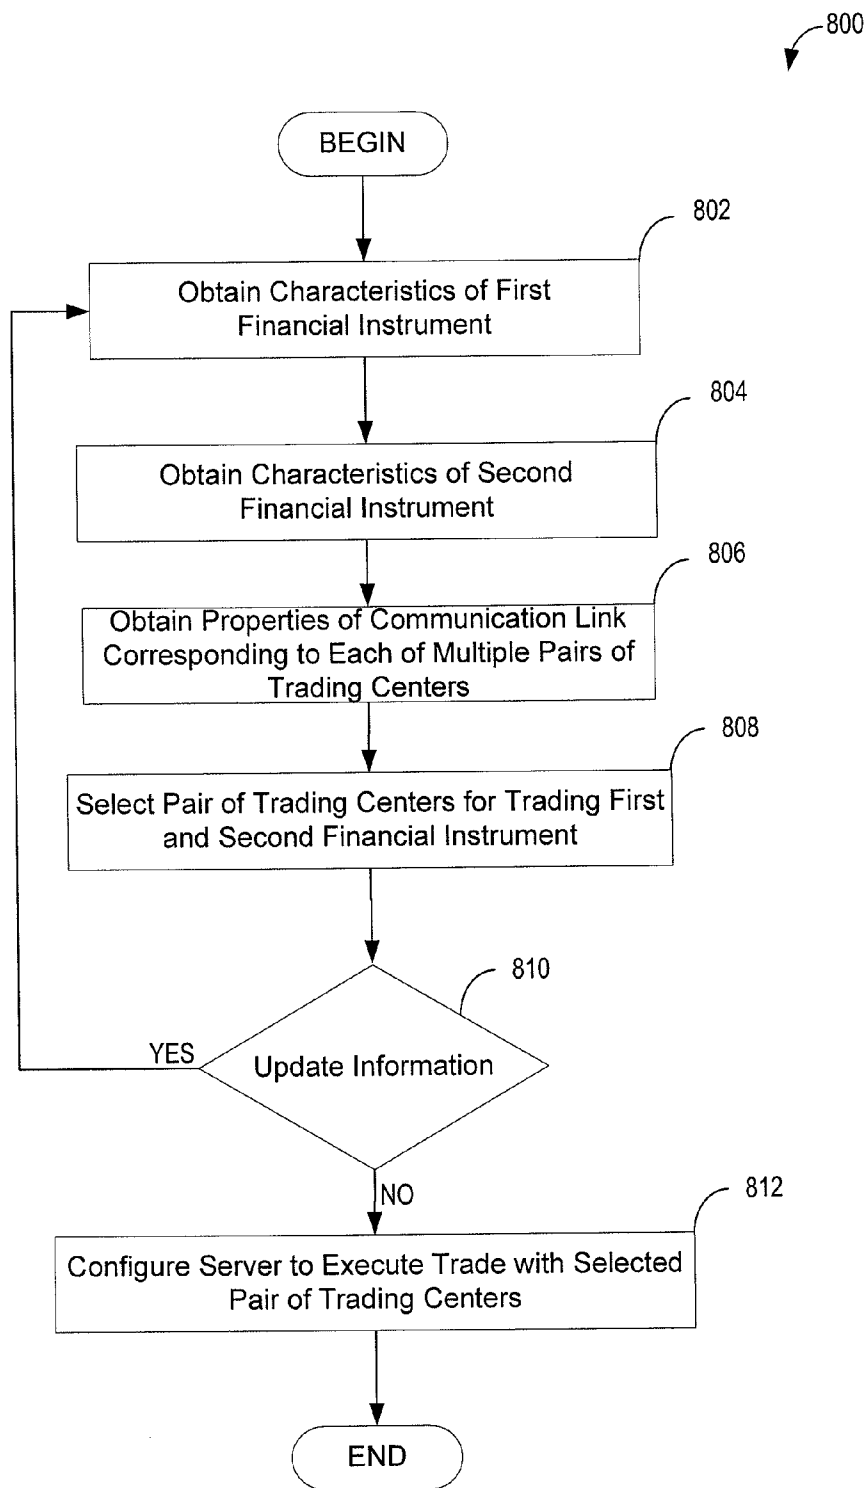 800
BEGIN
802
Obtain Characteristics of First
Financial Instrument
804
Obtain Characteristics of Second
Financial Instrument
806
Obtain Properties of Communication Link
Corresponding to Each of Multiple Pairs of
Trading Centers
808
Select Pair of Trading Centers for Trading First
and Second Financial Instrument
810
YES
Update Information
NO
812
Configure Server to Execute Trade with Selected
Pair of Trading Centers
END